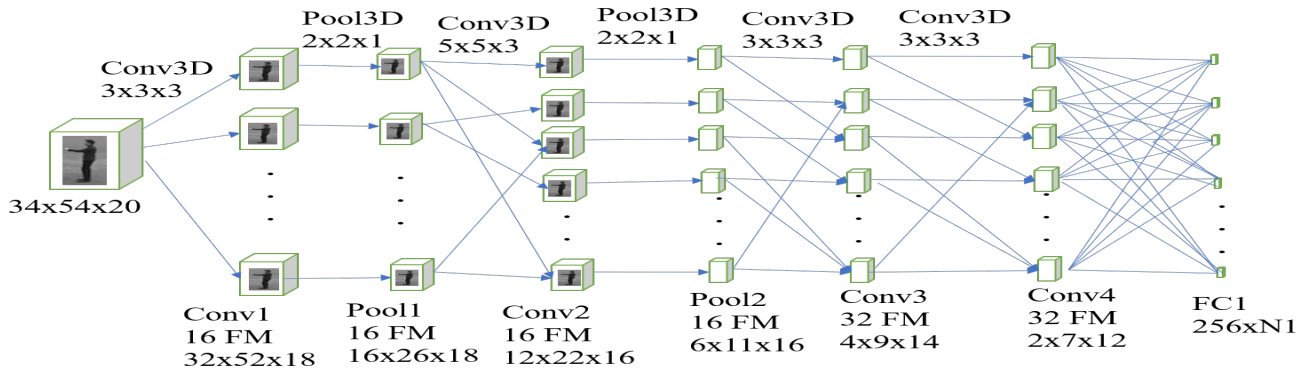 Conv3D
3x3x3
Pool3D
2x2x1
Conv3D
5x5x3
Pool3D
2x2x1
Conv3D
3x3x3
Conv3D
3x3x3
34x54x20
Conv1
16 FM
32x52x18
Pool1
16 FM
16x26x18
Conv2
16 FM
12x22x16
Pool2
16 FM
6x11x16
Conv3
32 FM
4x9x14
Conv4
32 FM
2x7x12
FC1
256xN1